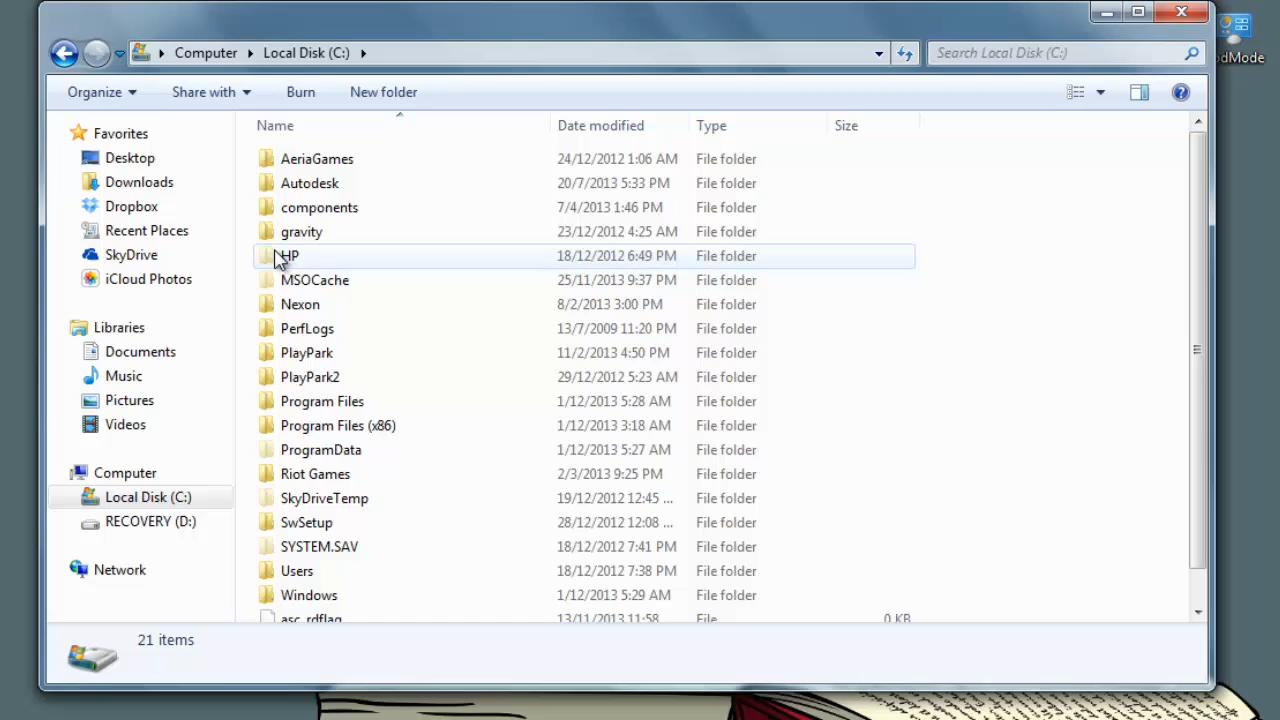 Computer Local Disk (C:) Search Local Disk (C:)
dMode
Organize Share with Burn New folder
Name Date modified Type Size
Favorites
Desktop
Downloads
Dropbox
Recent Places
SkyDrive
iCloud Photos
Libraries
Documents
Music
Pictures
Videos
Computer
Local Disk (C:)
RECOVERY (D:)
Network
AeriaGames 24/12/2012 1:06 AM File folder
Autodesk 20/7/2013 5:33 PM File folder
components 7/4/2013 1:46 PM File folder
gravity 23/12/2012 4:25 AM File folder
HP 18/12/2012 6:49 PM File folder
MSOCache 25/11/2013 9:37 PM File folder
Nexon 8/2/2013 3:00 PM File folder
PerfLogs 13/7/2009 11:20 PM File folder
PlayPark 11/2/2013 4:50 PM File folder
PlayPark2 29/12/2012 5:23 AM File folder
Program Files 1/12/2013 5:28 AM File folder
Program Files (x86) 1/12/2013 3:18 AM File folder
ProgramData 1/12/2013 5:27 AM File folder
Riot Games 2/3/2013 9:25 PM File folder
SkyDriveTemp 19/12/2012 12:45 ... File folder
SwSetup 28/12/2012 12:08 ... File folder
SYSTEM.SAV 18/12/2012 7:41 PM File folder
Users 18/12/2012 7:38 PM File folder
Windows 1/12/2013 5:29 AM File folder
asc_rdflag 13/11/2013 11:58 File 0 KB
21 items